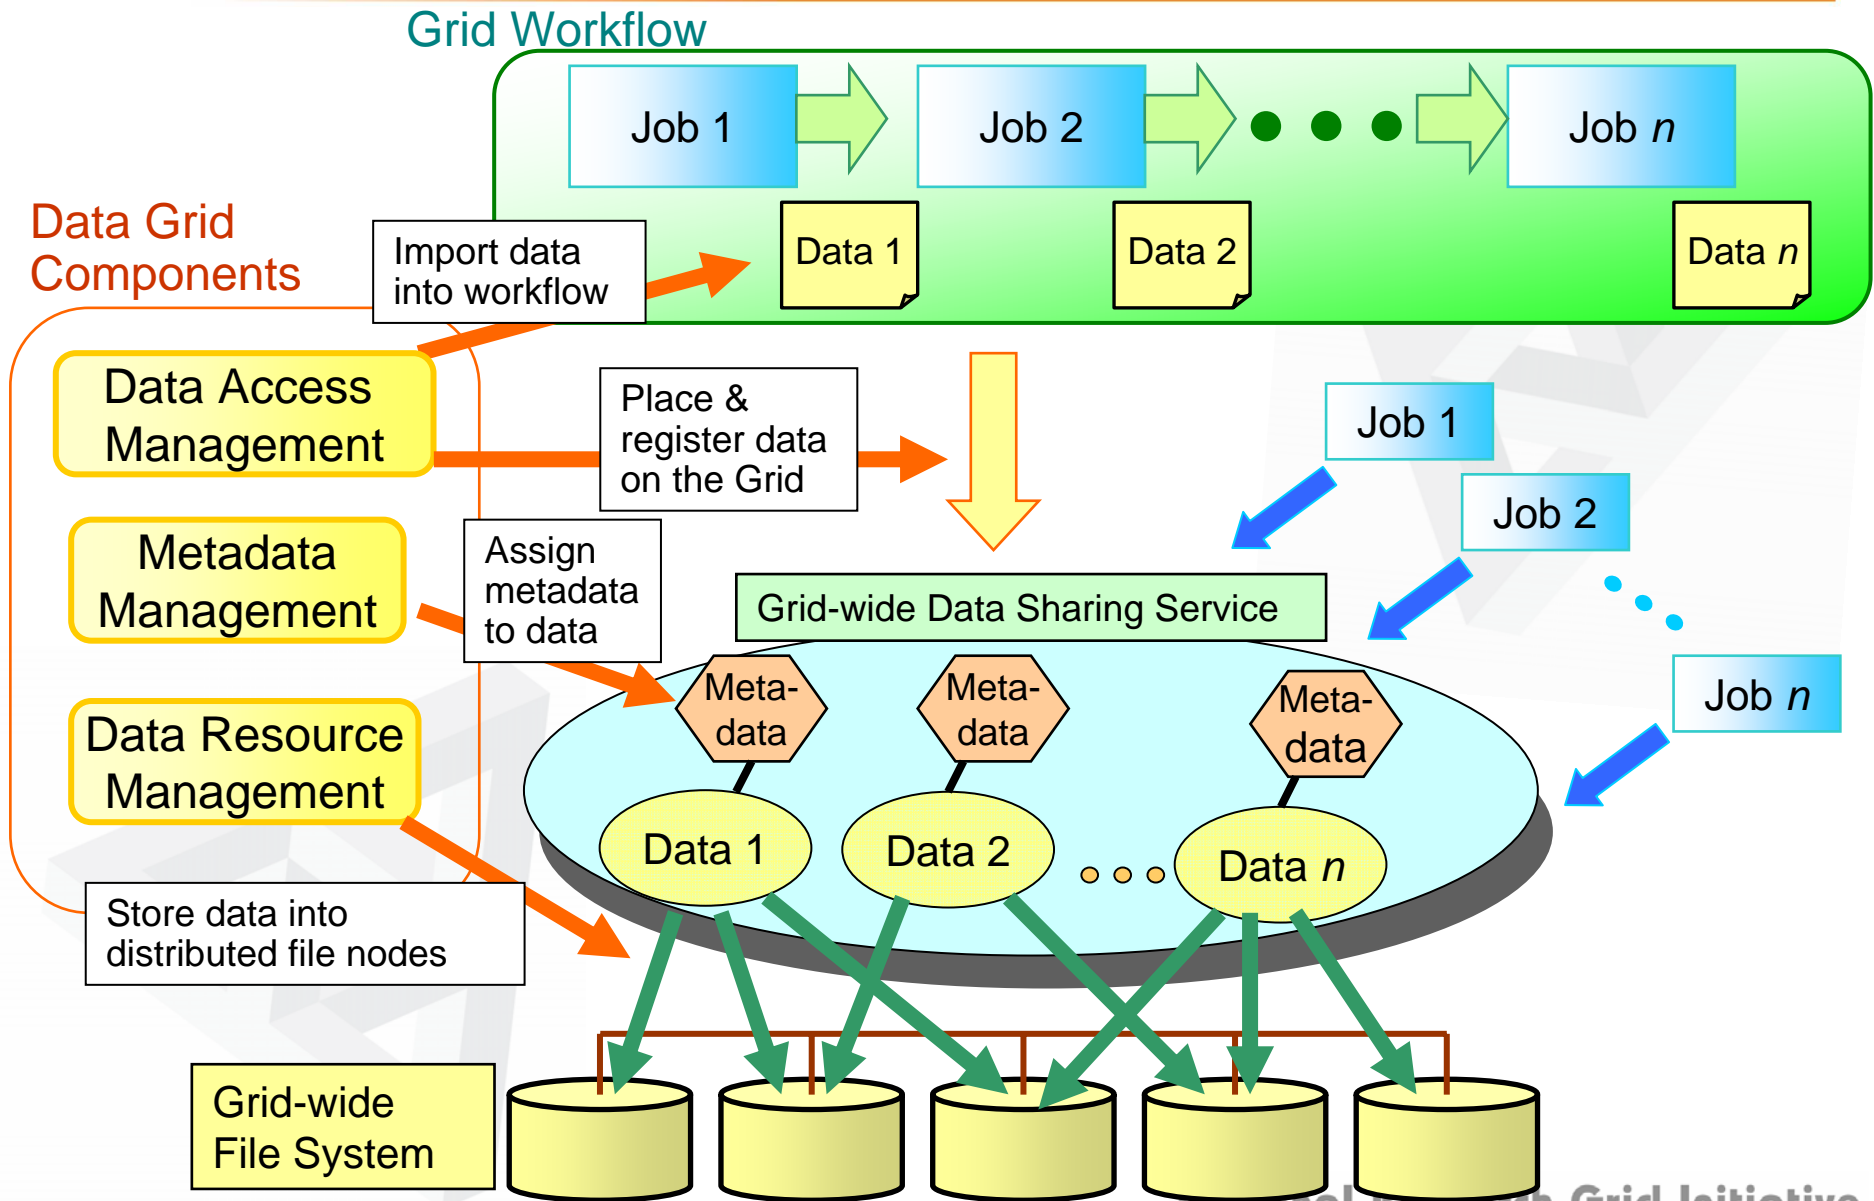 Grid Workflow
Job 1
Job 2
Job n
Data 1
Data 2
Data n
Data Grid
Components
Import data
into workflow
Data Access
Management
Place &
register data
on the Grid
Job 1
Job 2
Job n
Metadata
Management
Assign
metadata
to data
Grid-wide Data Sharing Service
Meta-
data
Meta-
data
Meta-
data
Data Resource
Management
Data 1
Data 2
Data n
Store data into
distributed file nodes
Grid-wide
File System
Grid Initiative